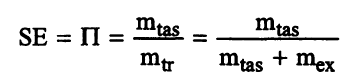 SE = Π = m_tas / m_tr = m_tas / (m_tas + m_ex)